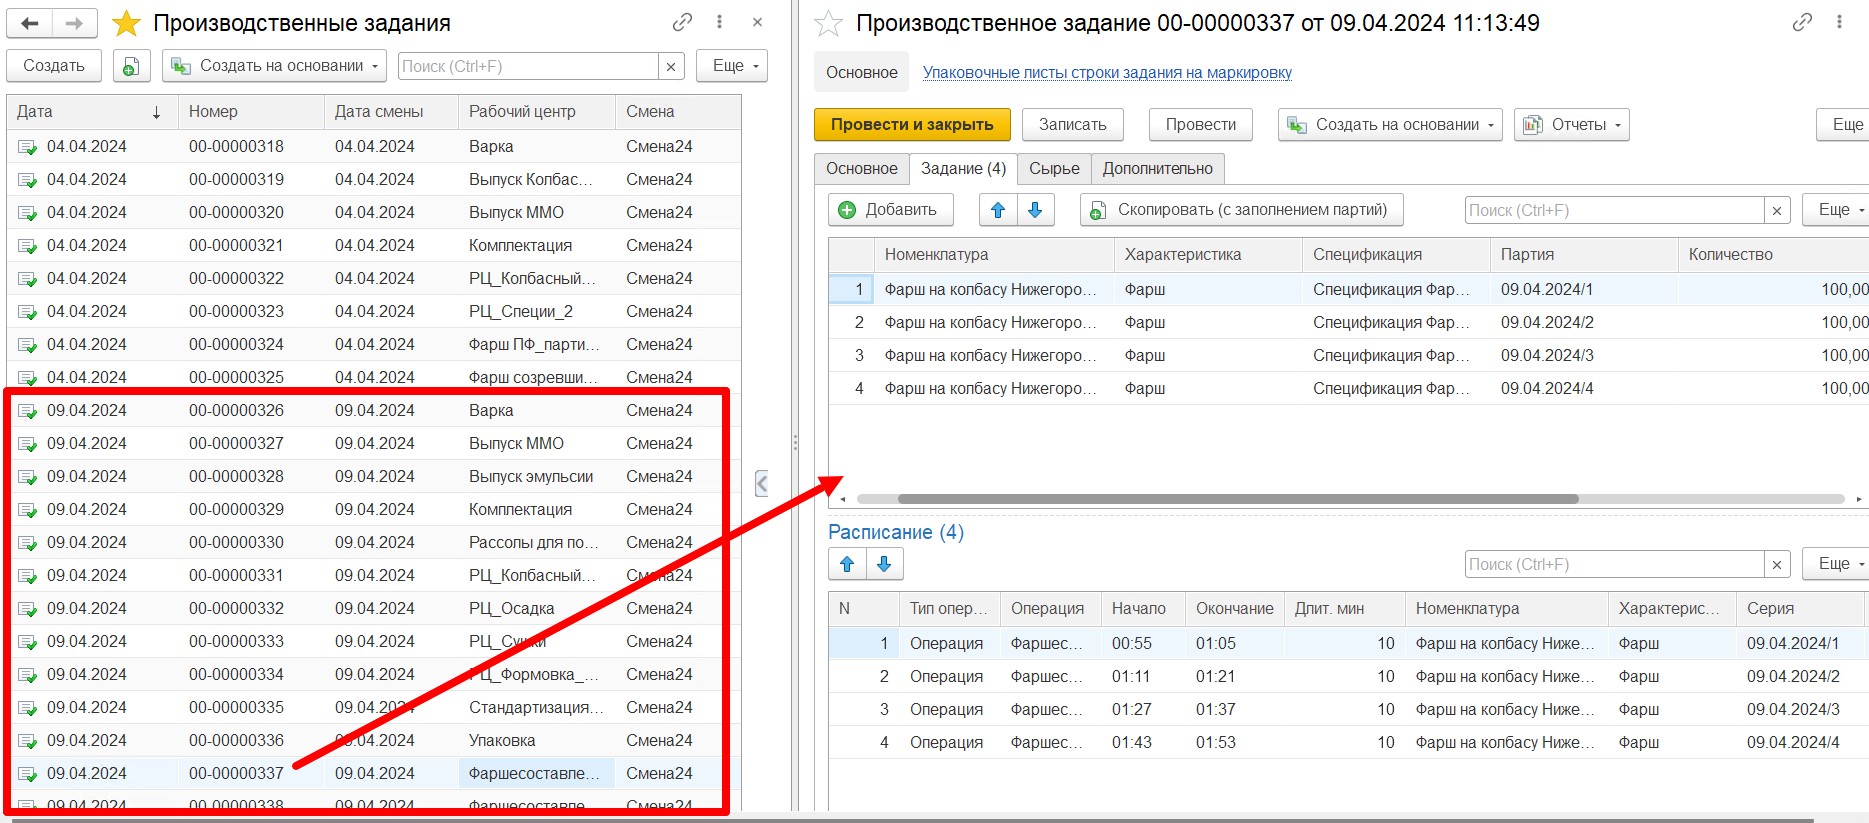 Производственные задания
Создать Создать на основании Поиск (Ctrl+F) × Еще
Дата ↓ Номер Дата смены Рабочий центр Смена
04.04.2024 00-00000318 04.04.2024 Варка Смена24
04.04.2024 00-00000319 04.04.2024 Выпуск Колбас... Смена24
04.04.2024 00-00000320 04.04.2024 Выпуск ММО Смена24
04.04.2024 00-00000321 04.04.2024 Комплектация Смена24
04.04.2024 00-00000322 04.04.2024 РЦ_Колбасный... Смена24
04.04.2024 00-00000323 04.04.2024 РЦ_Специи_2 Смена24
04.04.2024 00-00000324 04.04.2024 Фарш ПФ_парти... Смена24
04.04.2024 00-00000325 04.04.2024 Фарш созревши... Смена24
09.04.2024 00-00000326 09.04.2024 Варка Смена24
09.04.2024 00-00000327 09.04.2024 Выпуск ММО Смена24
09.04.2024 00-00000328 09.04.2024 Выпуск эмульсии Смена24
09.04.2024 00-00000329 09.04.2024 Комплектация Смена24
09.04.2024 00-00000330 09.04.2024 Рассолы для по... Смена24
09.04.2024 00-00000331 09.04.2024 РЦ_Колбасный... Смена24
09.04.2024 00-00000332 09.04.2024 РЦ_Осадка Смена24
09.04.2024 00-00000333 09.04.2024 РЦ_Сушки Смена24
09.04.2024 00-00000334 09.04.2024 РЦ_Формовка_... Смена24
09.04.2024 00-00000335 09.04.2024 Стандартизация... Смена24
09.04.2024 00-00000336 09.04.2024 Упаковка Смена24
09.04.2024 00-00000337 09.04.2024 Фаршесоставле... Смена24
09.04.2024 00-00000338 09.04.2024 Фаршесоставле... Смена24
Производственное задание 00-00000337 от 09.04.2024 11:13:49
Основное Упаковочные листы строки задания на маркировку
Провести и закрыть Записать Провести Создать на основании Отчеты Еще
Основное Задание (4) Сырье Дополнительно
Добавить Скопировать (с заполнением партий) Поиск (Ctrl+F) × Еще
Номенклатура Характеристика Спецификация Партия Количество
1 Фарш на колбасу Нижегоро... Фарш Спецификация Фар... 09.04.2024/1 100,00
2 Фарш на колбасу Нижегоро... Фарш Спецификация Фар... 09.04.2024/2 100,00
3 Фарш на колбасу Нижегоро... Фарш Спецификация Фар... 09.04.2024/3 100,00
4 Фарш на колбасу Нижегоро... Фарш Спецификация Фар... 09.04.2024/4 100,00
Расписание (4)
Поиск (Ctrl+F) × Еще
N Тип опер... Операция Начало Окончание Длит. мин Номенклатура Характерис... Серия
1 Операция Фаршес... 00:55 01:05 10 Фарш на колбасу Ниже... Фарш 09.04.2024/1
2 Операция Фаршес... 01:11 01:21 10 Фарш на колбасу Ниже... Фарш 09.04.2024/2
3 Операция Фаршес... 01:27 01:37 10 Фарш на колбасу Ниже... Фарш 09.04.2024/3
4 Операция Фаршес... 01:43 01:53 10 Фарш на колбасу Ниже... Фарш 09.04.2024/4